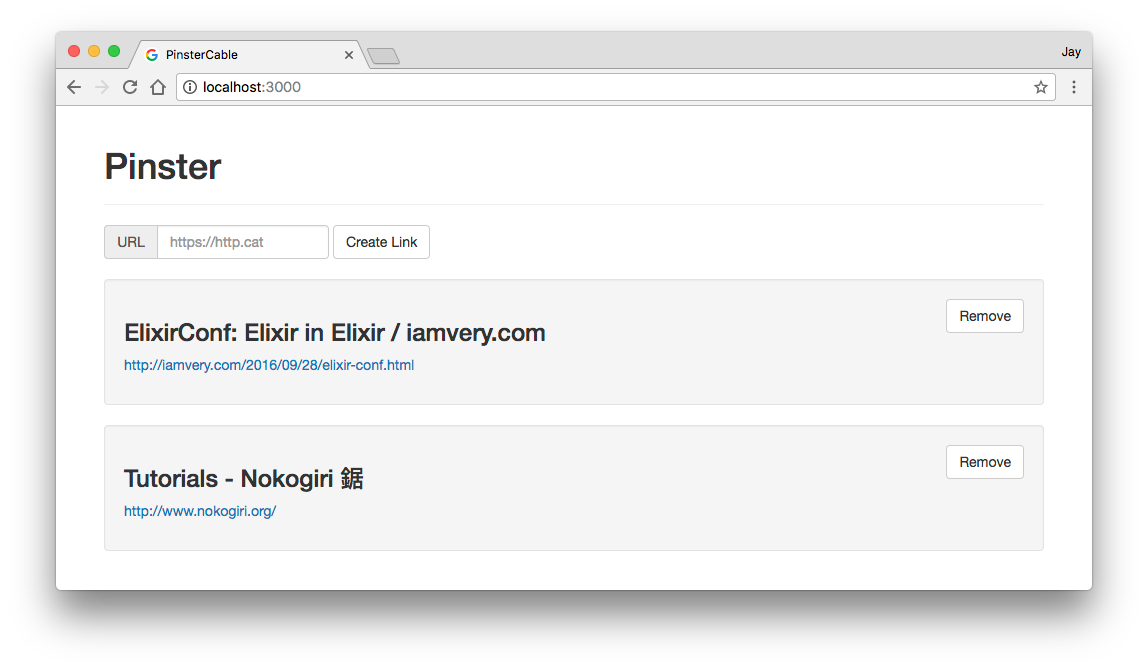 PinsterCable
Jay
localhost:3000
Pinster
URL https://http.cat Create Link
ElixirConf: Elixir in Elixir / iamvery.com
Remove
http://iamvery.com/2016/09/28/elixir-conf.html
Tutorials - Nokogiri 鋸
Remove
http://www.nokogiri.org/